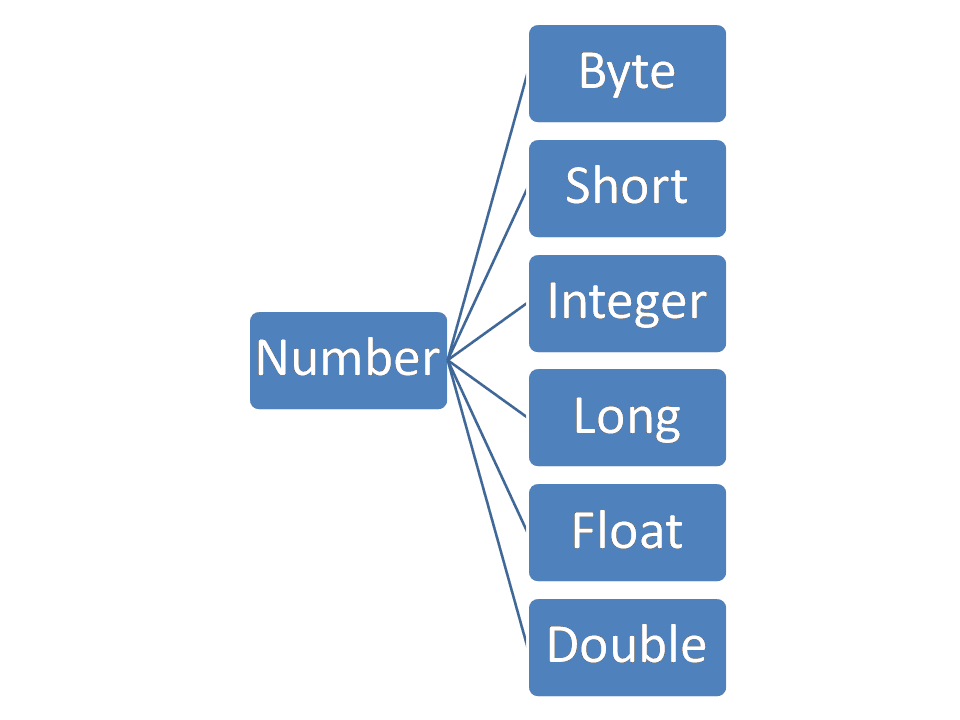 Byte
Short
Integer
Number
Long
Float
Double